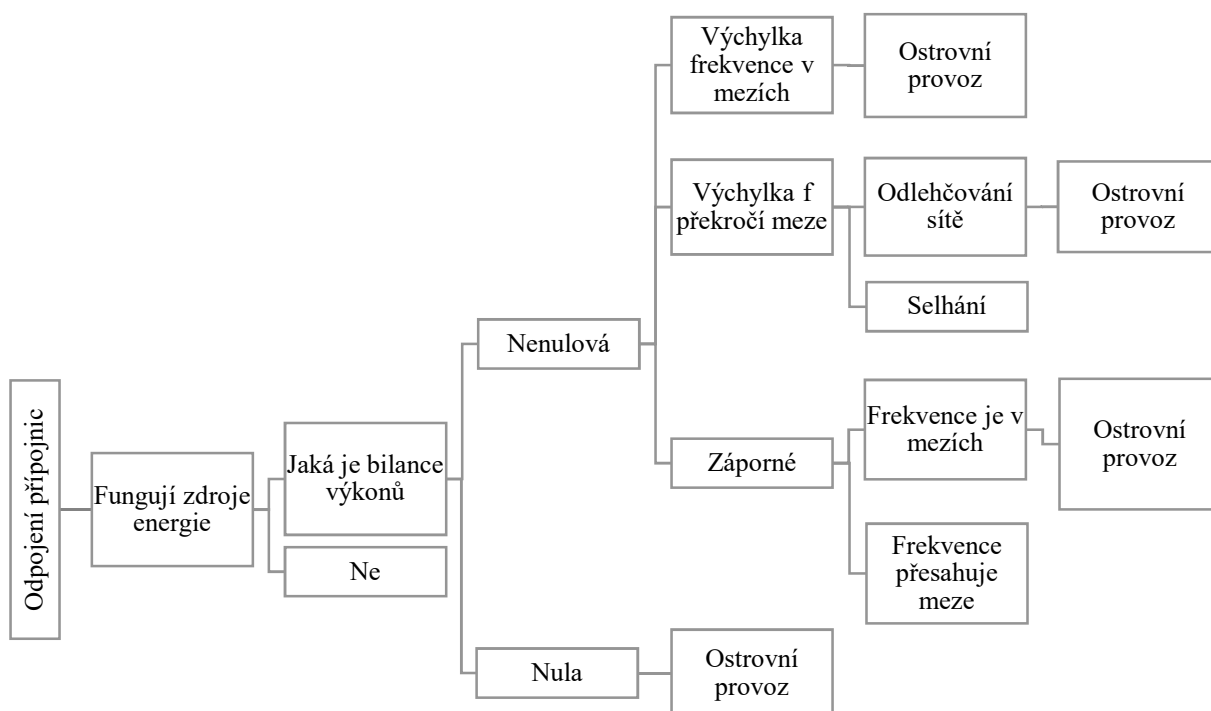 Odpojení přípojnic
Fungují zdroje
energie
Jaká je bilance
výkonů
Nenulová
Výchylka
frekvence v
mezích
Ostrovní
provoz
Výchylka f
překročí meze
Odlehčování
sítě
Ostrovní
provoz
Selhání
Záporné
Frekvence je v
mezích
Ostrovní
provoz
Frekvence
přesahuje
meze
Nula
Ostrovní
provoz
Ne